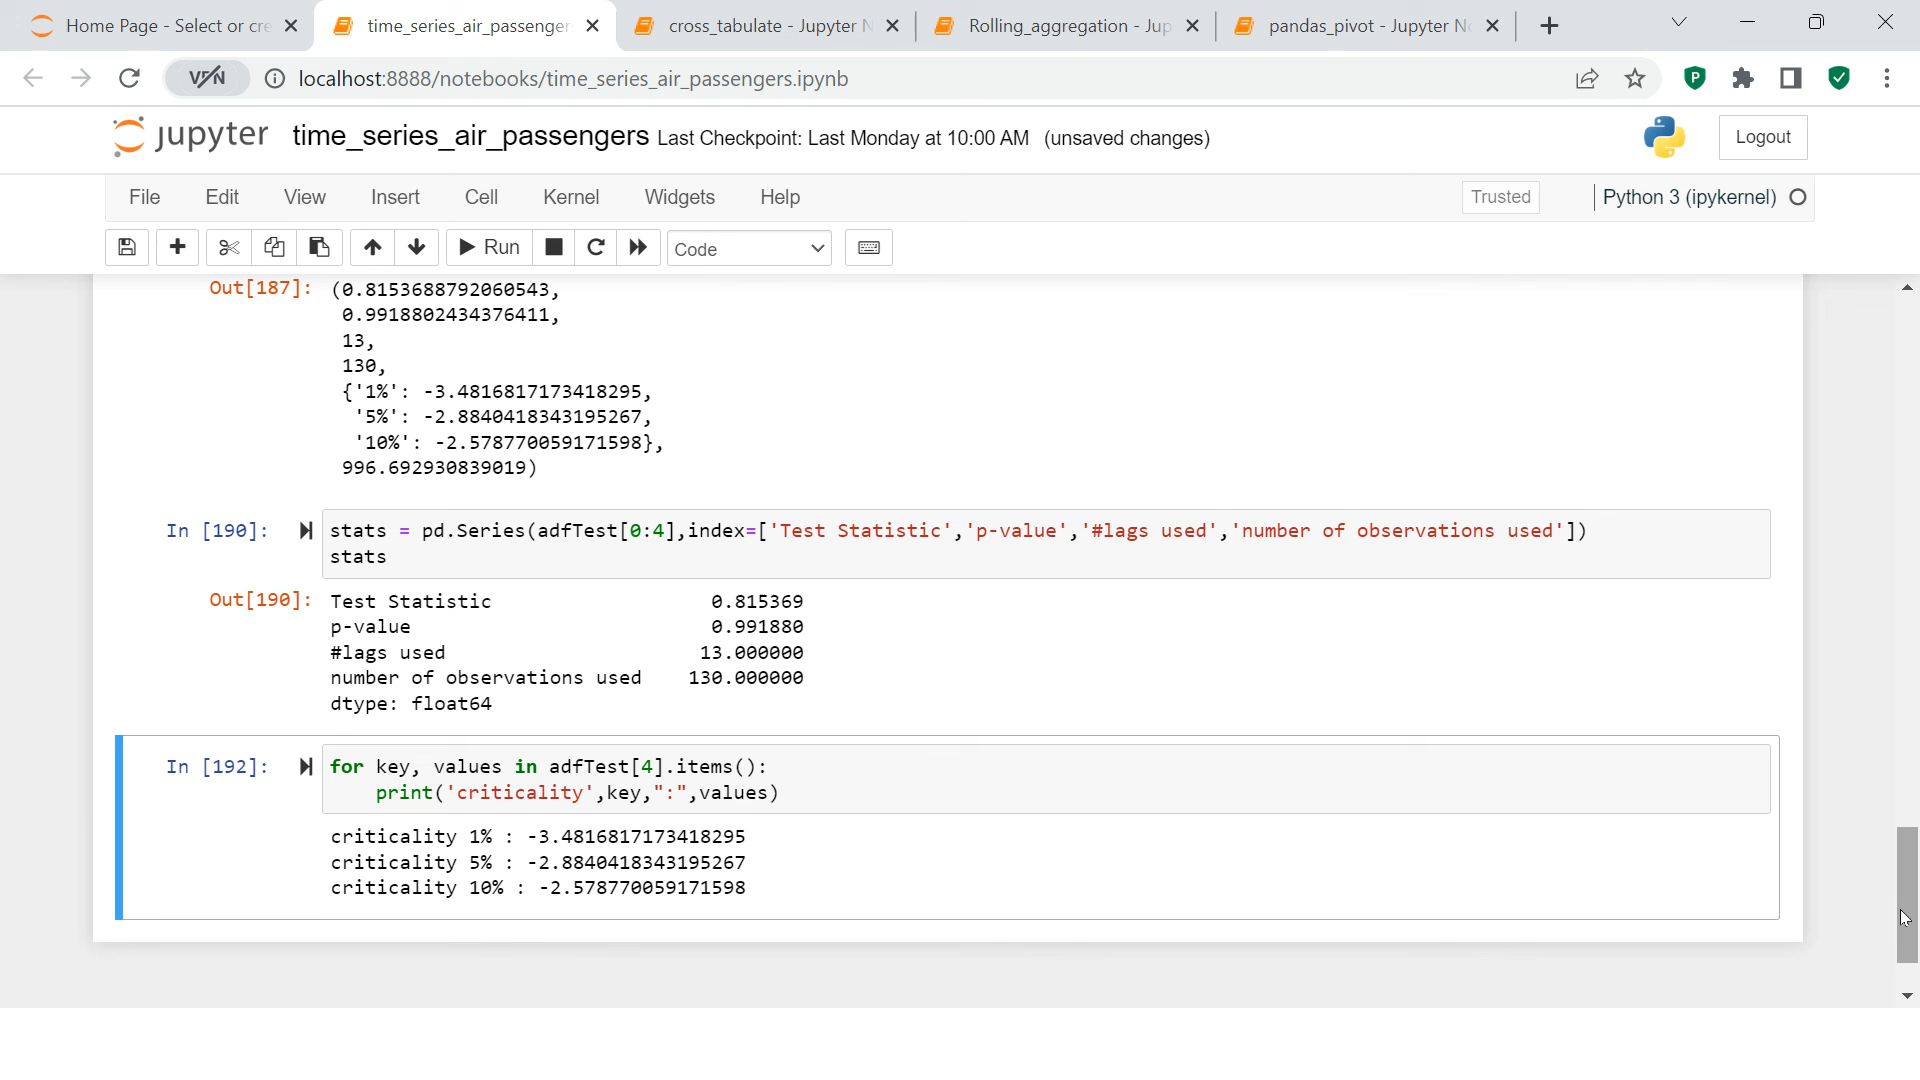 Home Page - Select or cre
time_series_air_passenger
cross_tabulate - Jupyter N
Rolling_aggregation - Jup
pandas_pivot - Jupyter No
VPN
localhost:8888/notebooks/time_series_air_passengers.ipynb
jupyter
time_series_air_passengers Last Checkpoint: Last Monday at 10:00 AM (unsaved changes)
Logout
File Edit View Insert Cell Kernel Widgets Help
Trusted
Python 3 (ipykernel)
Run
Code
Out[187]: (0.8153688792060543,
0.9918802434376411,
13,
130,
{'1%': -3.4816817173418295,
'5%': -2.8840418343195267,
'10%': -2.578770059171598},
996.692930839019)
In [190]: stats = pd.Series(adfTest[0:4],index=['Test Statistic','p-value','#lags used','number of observations used'])
stats
Out[190]: Test Statistic 0.815369
p-value 0.991880
#lags used 13.000000
number of observations used 130.000000
dtype: float64
In [192]: for key, values in adfTest[4].items():
print('criticality',key,":",values)
criticality 1% : -3.4816817173418295
criticality 5% : -2.8840418343195267
criticality 10% : -2.578770059171598